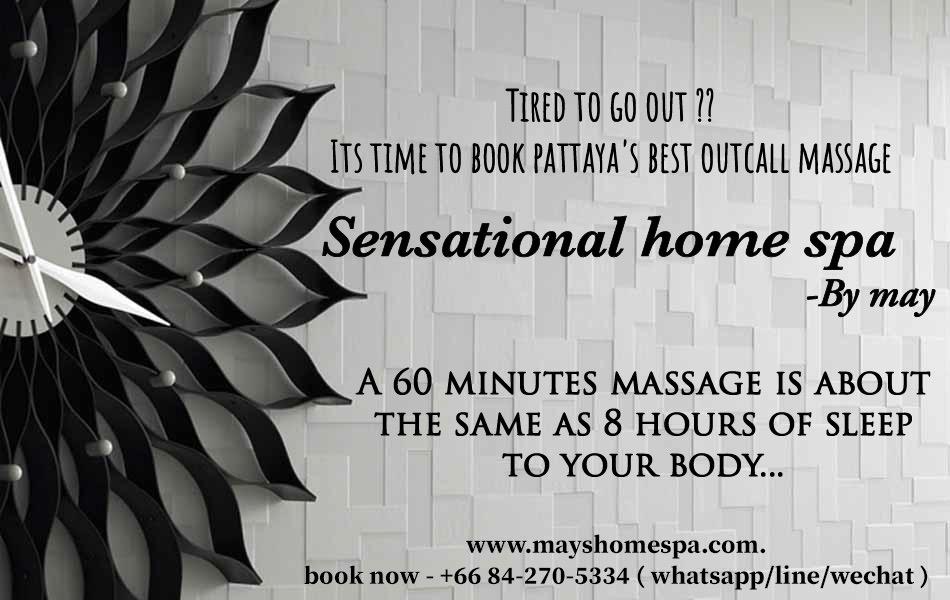 Tired to go out ??
Its time to book pattaya's best outcall massage
Sensational home spa
-By may
A 60 MINUTES MASSAGE IS ABOUT
THE SAME AS 8 HOURS OF SLEEP
TO YOUR BODY...
www.mayshomespa.com.
book now - +66 84-270-5334 ( whatsapp/line/wechat )